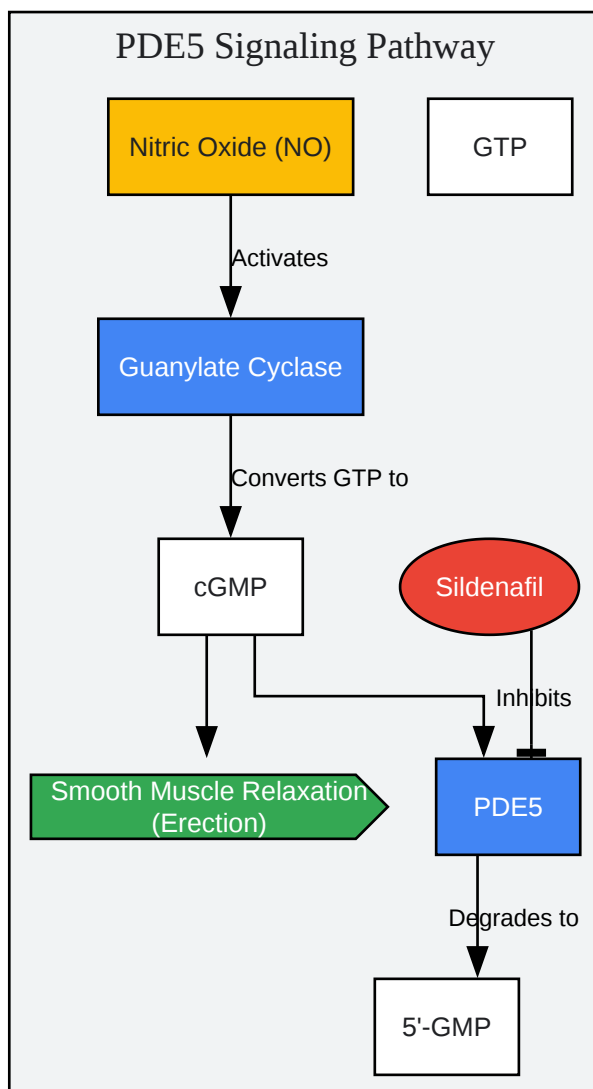 PDE5 Signaling Pathway
Nitric Oxide (NO)
GTP
Activates
Guanylate Cyclase
Converts GTP to
cGMP
Sildenafil
Inhibits
Smooth Muscle Relaxation
(Erection)
PDE5
Degrades to
5'-GMP